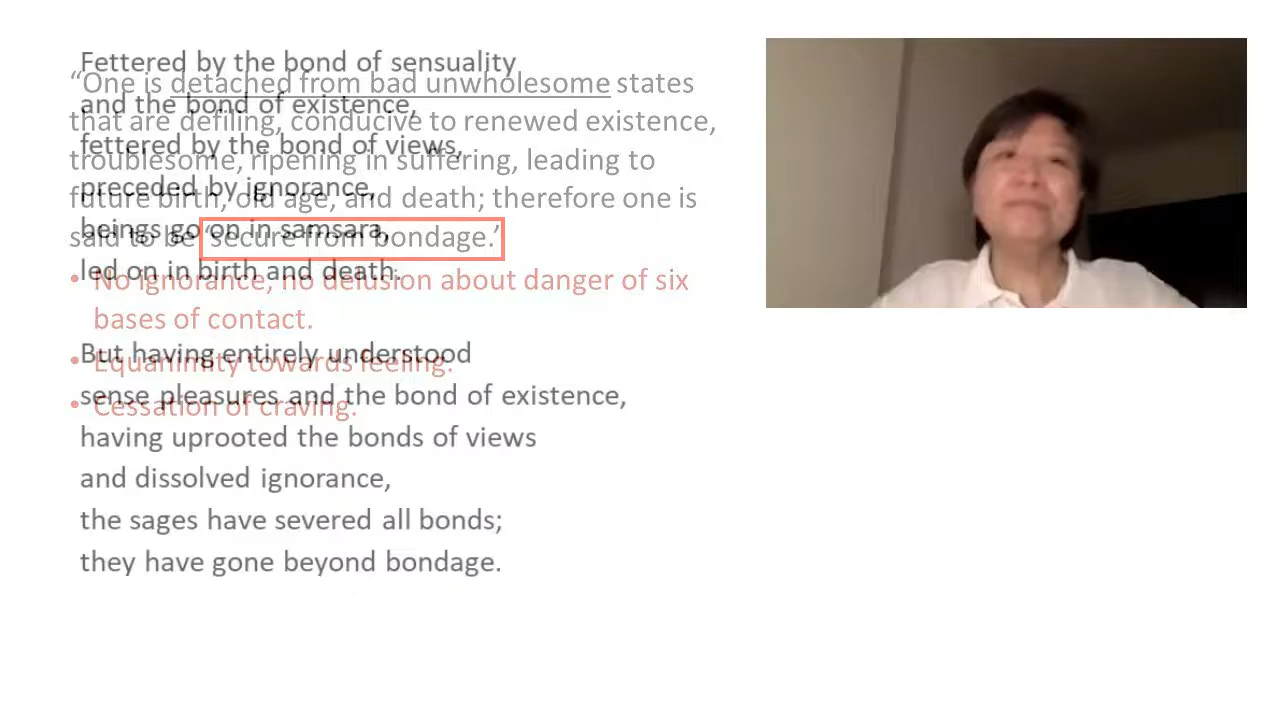 “One is detached from bad unwholesome states
that are defiling, conducive to renewed existence,
troublesome, ripening in suffering, leading to
future birth, old age, and death; therefore one is
said to be ‘secure from bondage.’
• No ignorance, no delusion about danger of six
bases of contact.
• Equanimity towards feeling.
• Cessation of craving.
Fettered by the bond of sensuality
and the bond of existence,
fettered by the bond of views,
preceded by ignorance,
beings go on in samsara,
led on in birth and death.
But having entirely understood
sense pleasures and the bond of existence,
having uprooted the bonds of views
and dissolved ignorance,
the sages have severed all bonds;
they have gone beyond bondage.